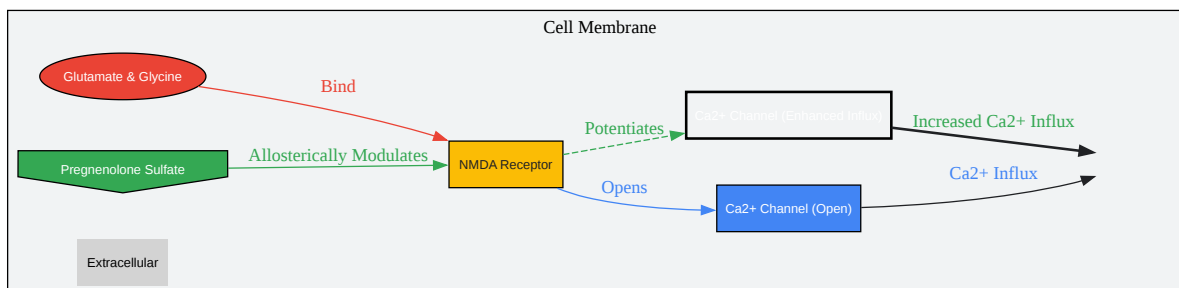 Cell Membrane
Glutamate & Glycine
Bind
Pregnenolone Sulfate
Allosterically Modulates
NMDA Receptor
Potentiates
Ca2+ Channel (Enhanced Influx)
Increased Ca2+ Influx
Opens
Ca2+ Channel (Open)
Ca2+ Influx
Extracellular